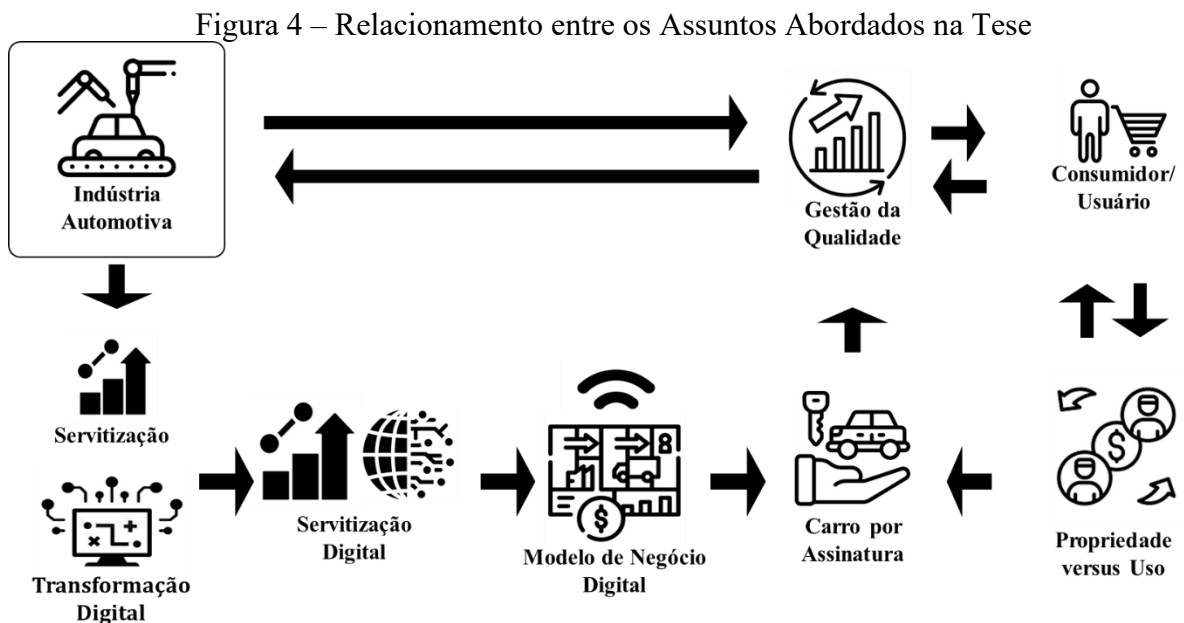 Figura 4 – Relacionamento entre os Assuntos Abordados na Tese
Indústria
Automotiva
Gestão da
Qualidade
Consumidor/
Usuário
Servitização
Servitização
Digital
Modelo de Negócio
Digital
Carro por
Assinatura
Propriedade
versus Uso
Transformação
Digital